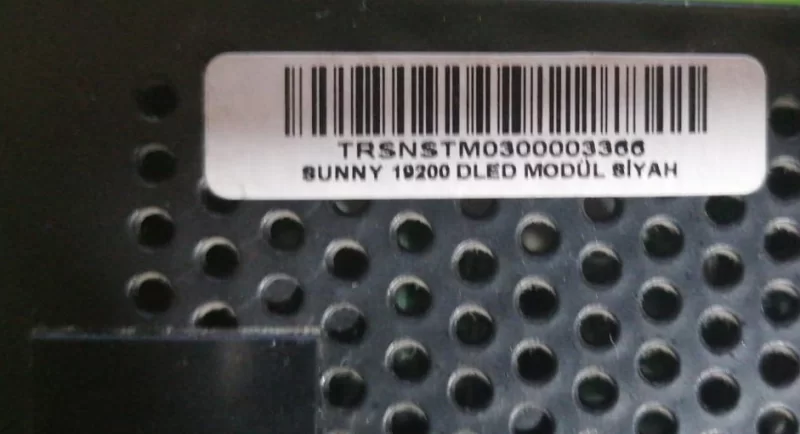 TRSNSTM0300003366
SUNNY 19200 DLED MODÜL SİYAH